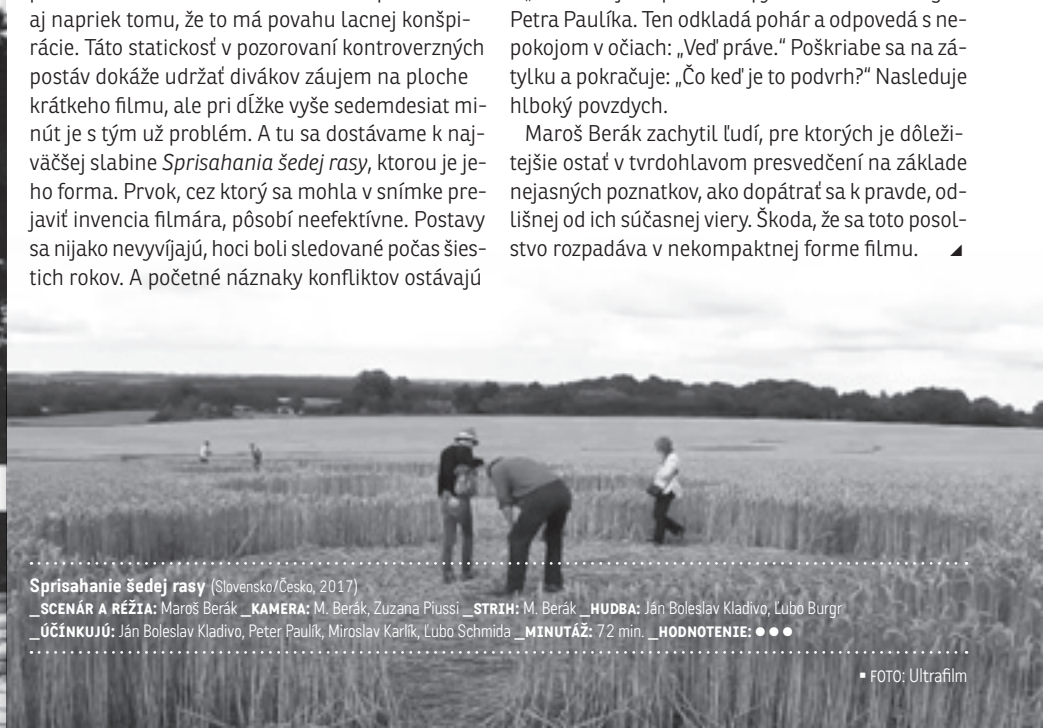 aj napriek tomu, že to má povahu lacnej konšpi-
rácie. Táto statickosť v pozorovaní kontroverzných
postáv dokáže udržať divákov záujem na ploche
krátkeho filmu, ale pri dĺžke vyše sedemdesiat mi-
nút je s tým už problém. A tu sa dostávame k naj-
väčšej slabine Sprisahania šedej rasy, ktorou je je-
ho forma. Prvok, cez ktorý sa mohla v snímke pre-
javiť invencia filmára, pôsobí neefektívne. Postavy
sa nijako nevyvíjajú, hoci boli sledované počas šies-
tich rokov. A početné náznaky konfliktov ostávajú
Petra Paulíka. Ten odkladá pohár a odpovedá s ne-
pokojom v očiach: „Veď práve.“ Poškriabe sa na zá-
tylku a pokračuje: „Čo keď je to podvrh?“ Nasleduje
hlboký povzdych.
Maroš Berák zachytil ľudí, pre ktorých je dôleži-
tejšie ostať v tvrdohlavom presvedčení na základe
nejasných poznatkov, ako dopátrať sa k pravde, od-
lišnej od ich súčasnej viery. Škoda, že sa toto posol-
stvo rozpadáva v nekompaktnej forme filmu.
Sprisahanie šedej rasy (Slovensko/Česko, 2017)
_SCENÁR A RÉŽIA: Maroš Berák _KAMERA: M. Berák, Zuzana Piussi _STRIH: M. Berák _HUDBA: Ján Boleslav Kladivo, Ľubo Burgr
_ÚČINKUJÚ: Ján Boleslav Kladivo, Peter Paulík, Miroslav Karlík, Ľubo Schmida _MINUTÁŽ: 72 min. _HODNOTENIE: ●●●
▪ FOTO: Ultrafilm